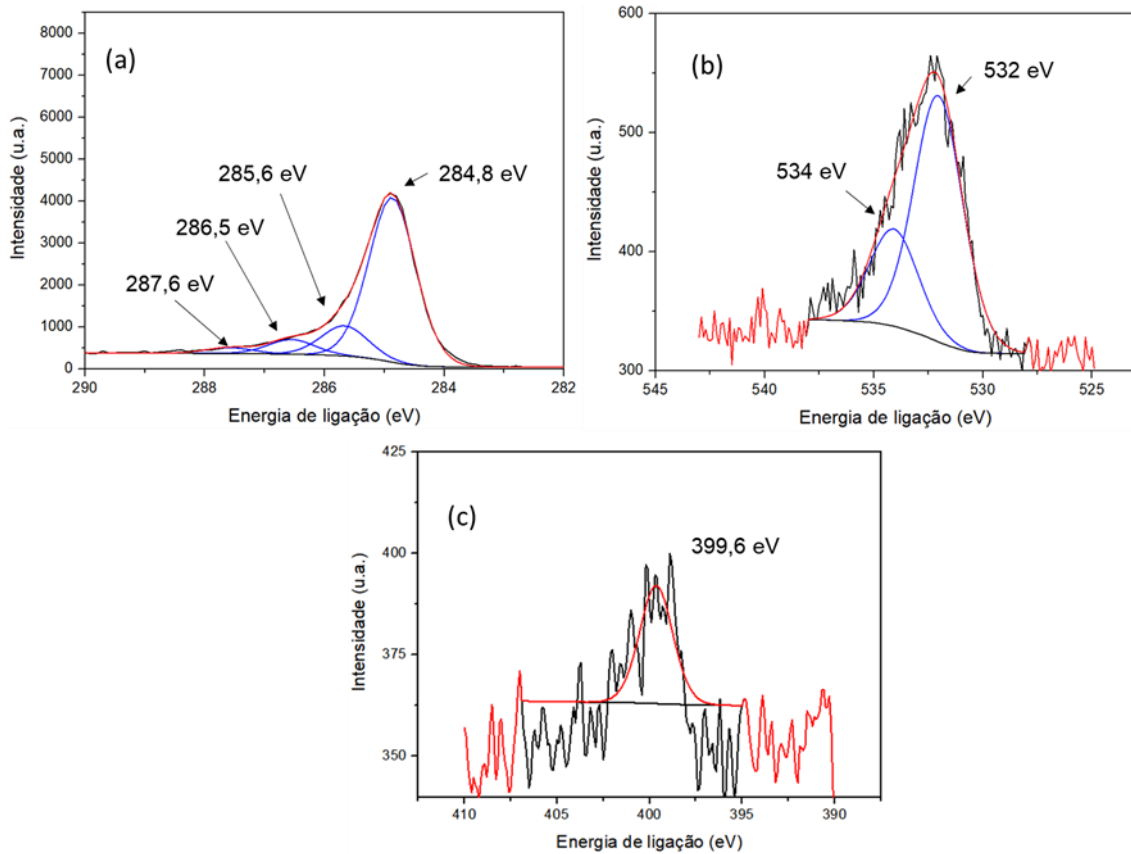 (a)
8000
7000
6000
5000
4000
3000
2000
1000
0
Intensidade (u.a.)
284,8 eV
285,6 eV
286,5 eV
287,6 eV
290 288 286 284 282
Energia de ligação (eV)
(b)
600
500
400
300
Intensidade (u.a.)
532 eV
534 eV
545 540 535 530 525
Energia de ligação (eV)
(c)
425
400
375
350
Intensidade (u.a.)
399,6 eV
410 405 400 395 390
Energia de ligação (eV)